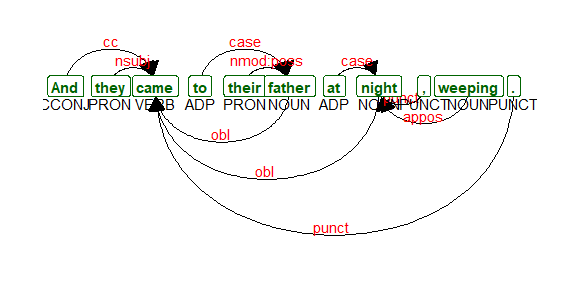 cc
case
nsubj
nmod:poss
case
And they came to their father at night , weeping .
CCONJ PRON VERB ADP PRON NOUN ADP NOUN PUNCT NOUN PUNCT
punct
appos
obl
obl
punct